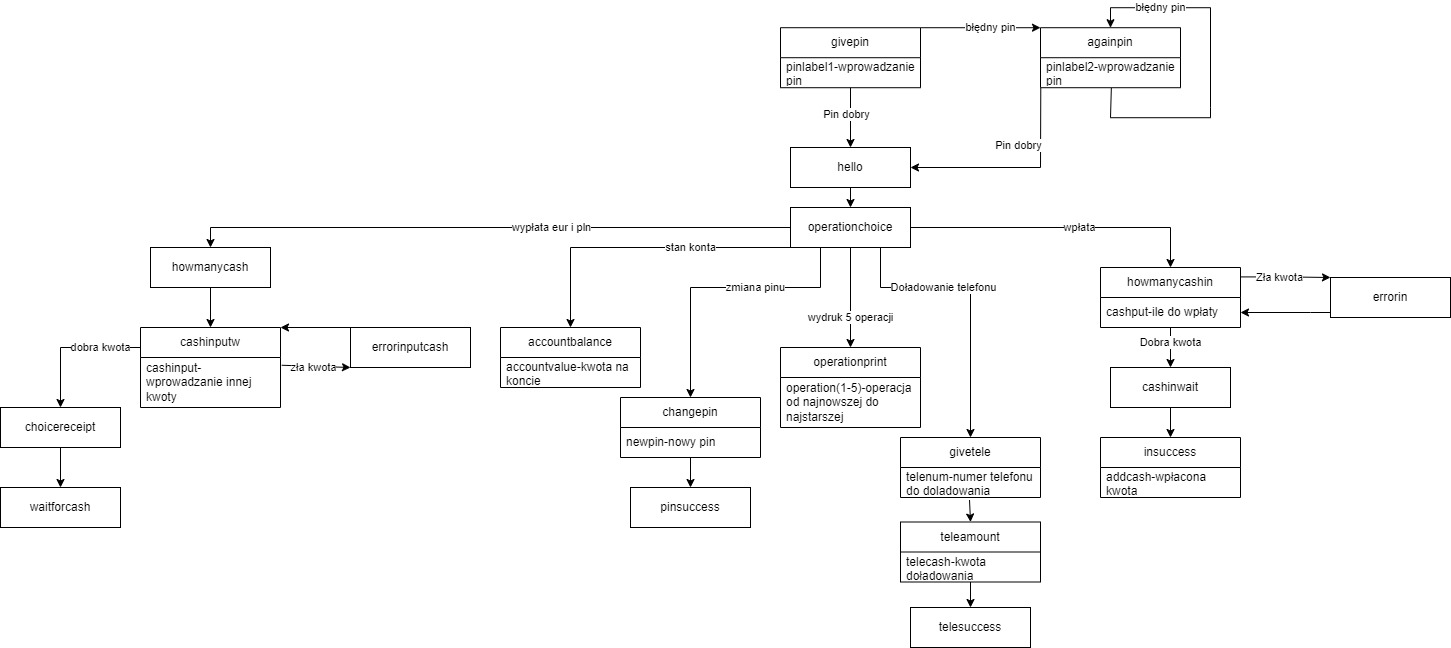 błędny pin
błędny pin
givepin
pinlabel1-wprowadzanie
pin
againpin
pinlabel2-wprowadzanie
pin
Pin dobry
Pin dobry
hello
operationchoice
wypłata eur i pln
wpłata
stan konta
howmanycash
zmiana pinu
Doładowanie telefonu
wydruk 5 operacji
howmanycashin
cashput-ile do wpłaty
Zła kwota
errorin
dobra kwota
cashinputw
cashinput-
wprowadzanie innej
kwoty
errorinputcash
zła kwota
accountbalance
accountvalue-kwota na
koncie
operationprint
operation(1-5)-operacja
od najnowszej do
najstarszej
Dobra kwota
cashinwait
choicereceipt
changepin
newpin-nowy pin
givetele
telenum-numer telefonu
do doladowania
insuccess
addcash-wpłacona
kwota
waitforcash
pinsuccess
teleamount
telecash-kwota
doładowania
telesuccess